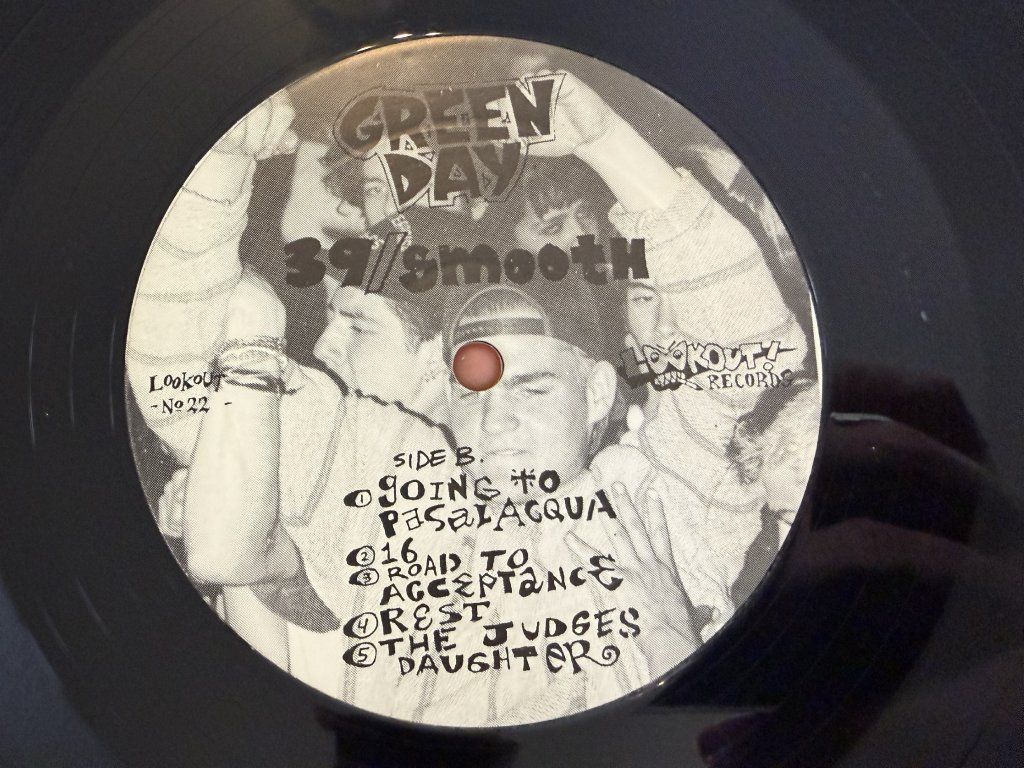 GREEN
DAY
39/smooth
LOOKOUT
- No 22 -
LOOKOUT!
RECORDS
SIDE B.
1 GOING TO
PASALACQUA
2 16
3 ROAD TO
ACCEPTANCE
4 REST
5 THE JUDGES
DAUGHTER